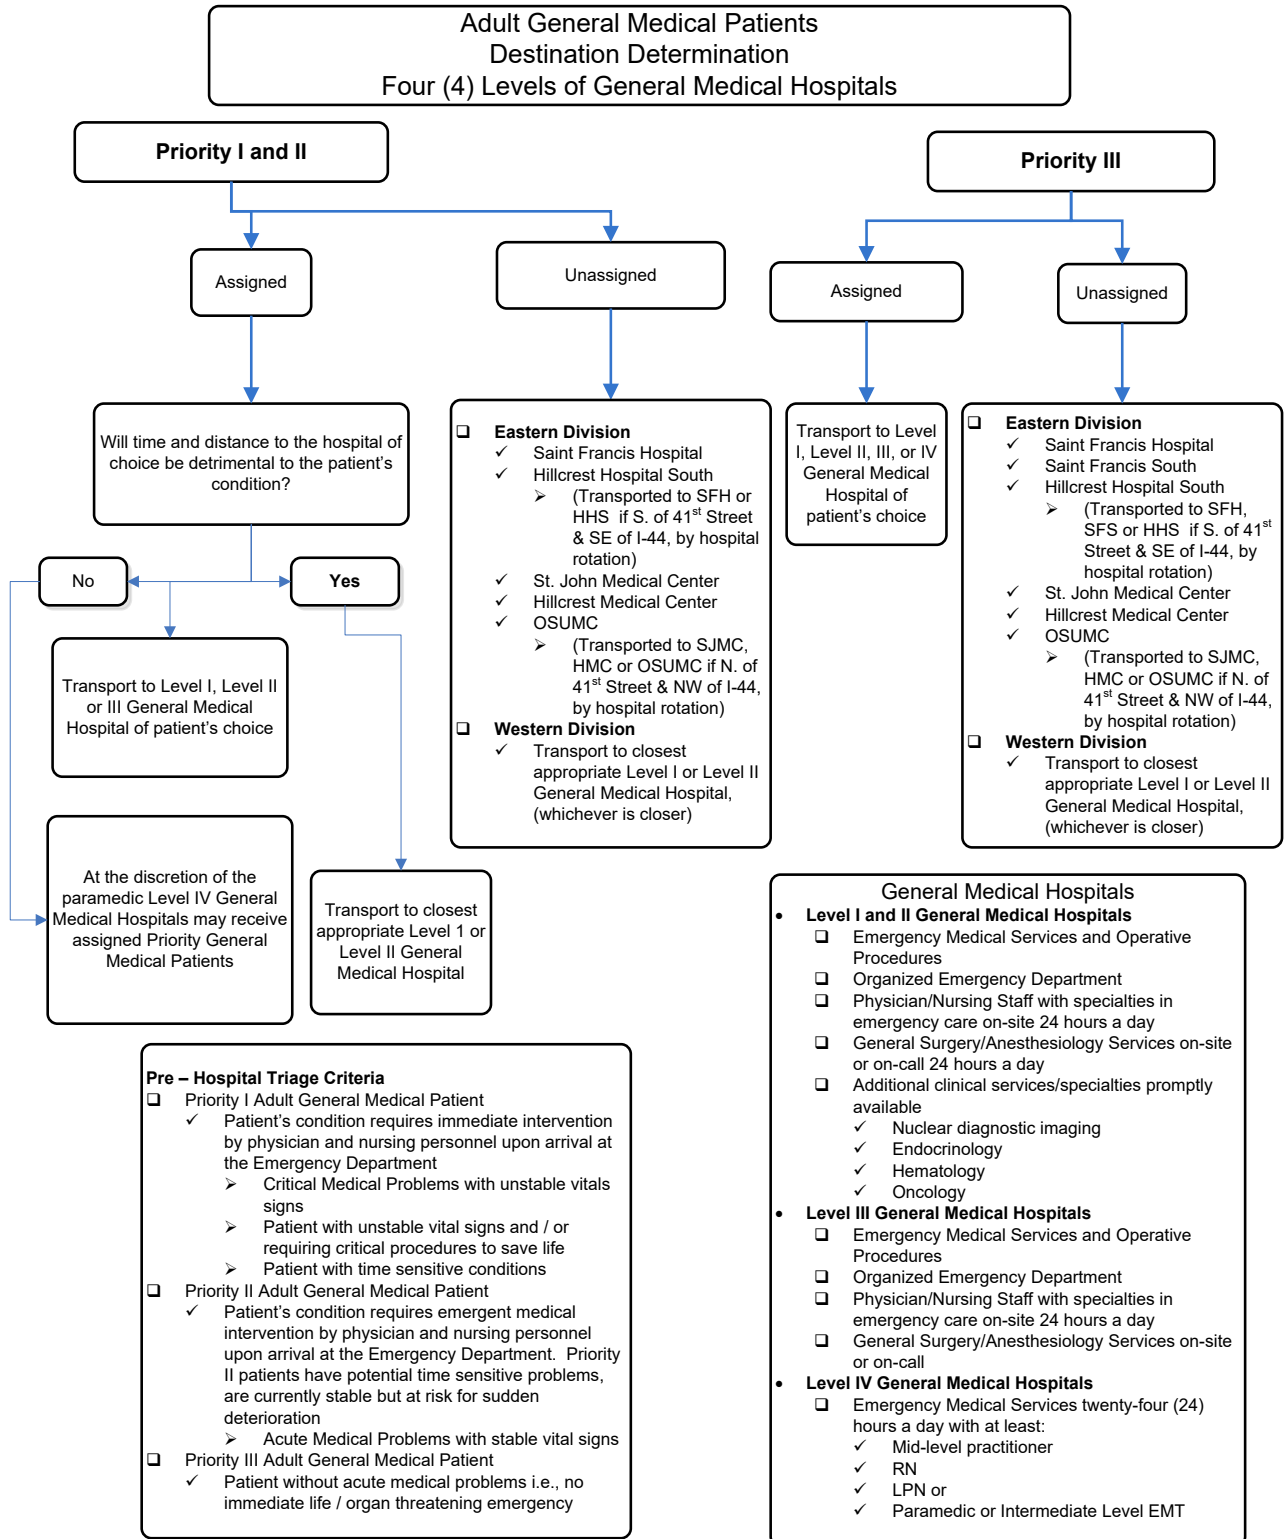 Adult General Medical Patients
Destination Determination
Four (4) Levels of General Medical Hospitals
Priority I and II
Priority III
Assigned
Unassigned
Assigned
Unassigned
Will time and distance to the hospital of
choice be detrimental to the patient’s
condition?
No
Yes
Transport to Level I, Level II
or III General Medical
Hospital of patient’s choice
At the discretion of the
paramedic Level IV General
Medical Hospitals may receive
assigned Priority General
Medical Patients
Transport to closest
appropriate Level 1 or
Level II General
Medical Hospital
❑ Eastern Division
✓ Saint Francis Hospital
✓ Hillcrest Hospital South
➢ (Transported to SFH or
HHS if S. of 41st Street
& SE of I-44, by hospital
rotation)
✓ St. John Medical Center
✓ Hillcrest Medical Center
✓ OSUMC
➢ (Transported to SJMC,
HMC or OSUMC if N. of
41st Street & NW of I-44,
by hospital rotation)
❑ Western Division
✓ Transport to closest
appropriate Level I or Level II
General Medical Hospital,
(whichever is closer)
Transport to Level
I, Level II, III, or IV
General Medical
Hospital of
patient’s choice
❑ Eastern Division
✓ Saint Francis Hospital
✓ Saint Francis South
✓ Hillcrest Hospital South
➢ (Transported to SFH,
SFS or HHS if S. of 41st
Street & SE of I-44, by
hospital rotation)
✓ St. John Medical Center
✓ Hillcrest Medical Center
✓ OSUMC
➢ (Transported to SJMC,
HMC or OSUMC if N. of
41st Street & NW of I-44,
by hospital rotation)
❑ Western Division
✓ Transport to closest
appropriate Level I or Level II
General Medical Hospital,
(whichever is closer)
Pre – Hospital Triage Criteria
❑ Priority I Adult General Medical Patient
✓ Patient’s condition requires immediate intervention
by physician and nursing personnel upon arrival at
the Emergency Department
➢ Critical Medical Problems with unstable vitals
signs
➢ Patient with unstable vital signs and / or
requiring critical procedures to save life
➢ Patient with time sensitive conditions
❑ Priority II Adult General Medical Patient
✓ Patient’s condition requires emergent medical
intervention by physician and nursing personnel
upon arrival at the Emergency Department. Priority
II patients have potential time sensitive problems,
are currently stable but at risk for sudden
deterioration
➢ Acute Medical Problems with stable vital signs
❑ Priority III Adult General Medical Patient
✓ Patient without acute medical problems i.e., no
immediate life / organ threatening emergency
General Medical Hospitals
• Level I and II General Medical Hospitals
❑ Emergency Medical Services and Operative
Procedures
❑ Organized Emergency Department
❑ Physician/Nursing Staff with specialties in
emergency care on-site 24 hours a day
❑ General Surgery/Anesthesiology Services on-site
or on-call 24 hours a day
❑ Additional clinical services/specialties promptly
available
✓ Nuclear diagnostic imaging
✓ Endocrinology
✓ Hematology
✓ Oncology
• Level III General Medical Hospitals
❑ Emergency Medical Services and Operative
Procedures
❑ Organized Emergency Department
❑ Physician/Nursing Staff with specialties in
emergency care on-site 24 hours a day
❑ General Surgery/Anesthesiology Services on-site
or on-call
• Level IV General Medical Hospitals
❑ Emergency Medical Services twenty-four (24)
hours a day with at least:
✓ Mid-level practitioner
✓ RN
✓ LPN or
✓ Paramedic or Intermediate Level EMT